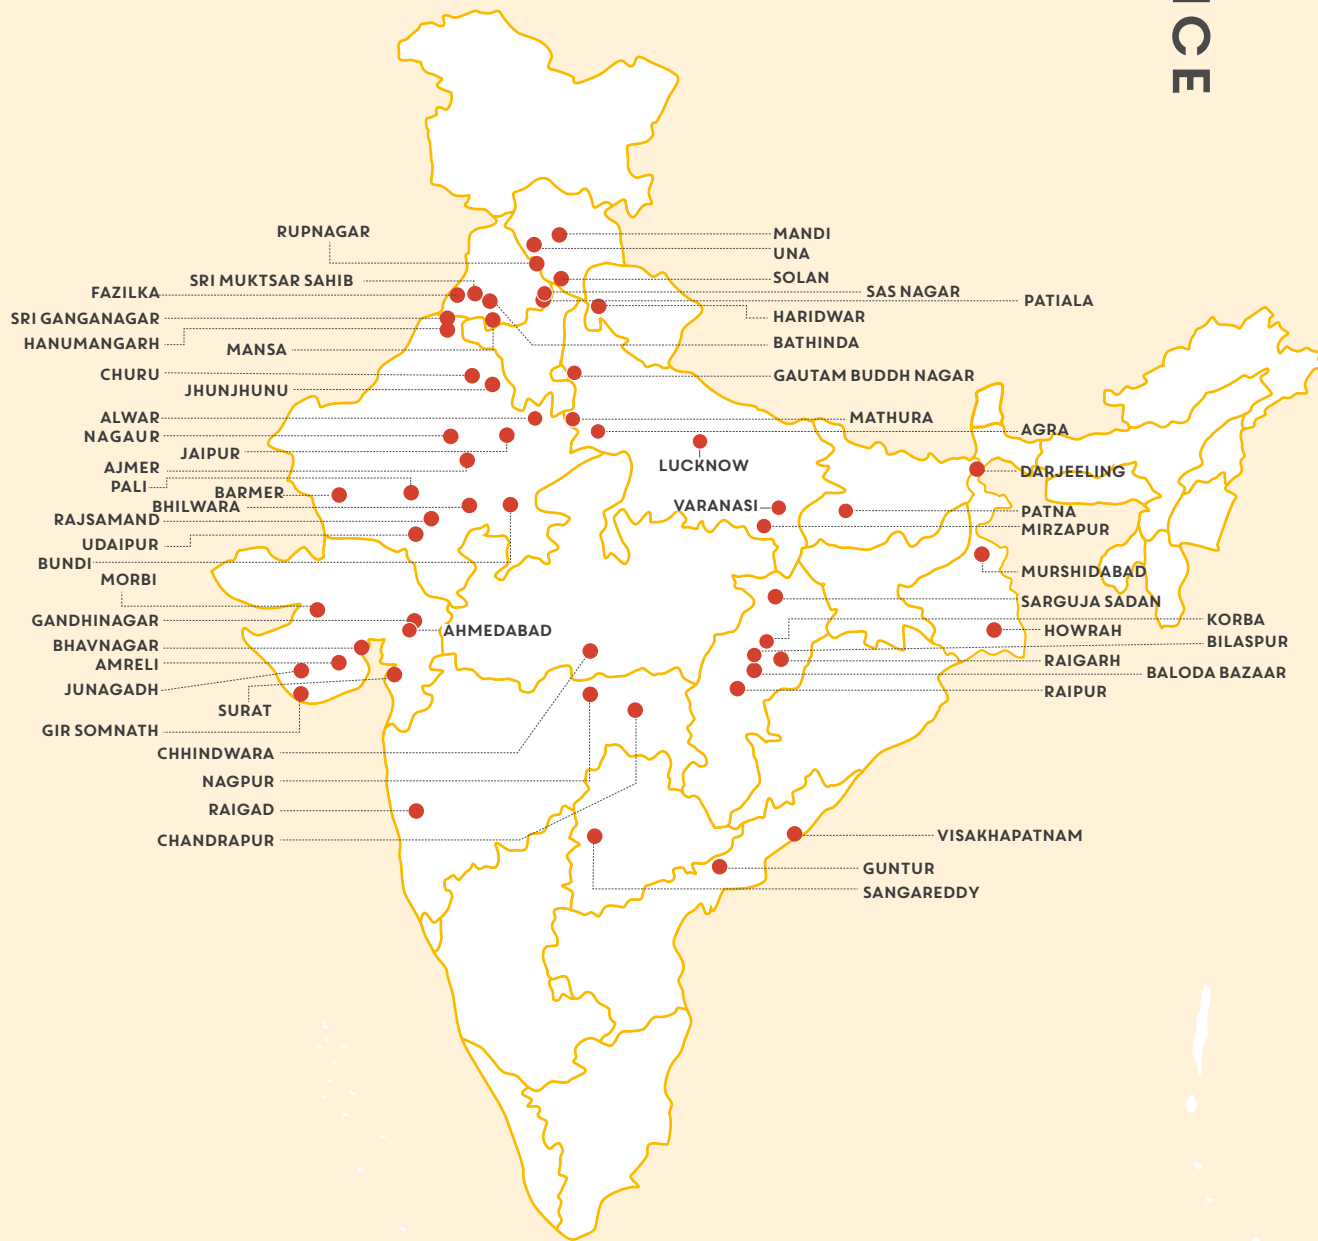 ICE
RUPNAGAR
MANDI
UNA
SRI MUKTSAR SAHIB
SOLAN
FAZILKA
SAS NAGAR
PATIALA
SRI GANGANAGAR
HARIDWAR
HANUMANGARH
BATHINDA
MANSA
CHURU
GAUTAM BUDDH NAGAR
JHUNJHUNU
ALWAR
MATHURA
NAGAUR
AGRA
JAIPUR
LUCKNOW
AJMER
DARJEELING
PALI
BARMER
BHILWARA
VARANASI
RAJSAMAND
PATNA
MIRZAPUR
UDAIPUR
BUNDI
MURSHIDABAD
MORBI
SARGUJA SADAN
GANDHINAGAR
KORBA
AHMEDABAD
HOWRAH
BHAVNAGAR
BILASPUR
AMRELI
RAIGARH
BALODA BAZAAR
JUNAGADH
RAIPUR
SURAT
GIR SOMNATH
CHHINDWARA
NAGPUR
RAIGAD
CHANDRAPUR
VISAKHAPATNAM
GUNTUR
SANGAREDDY